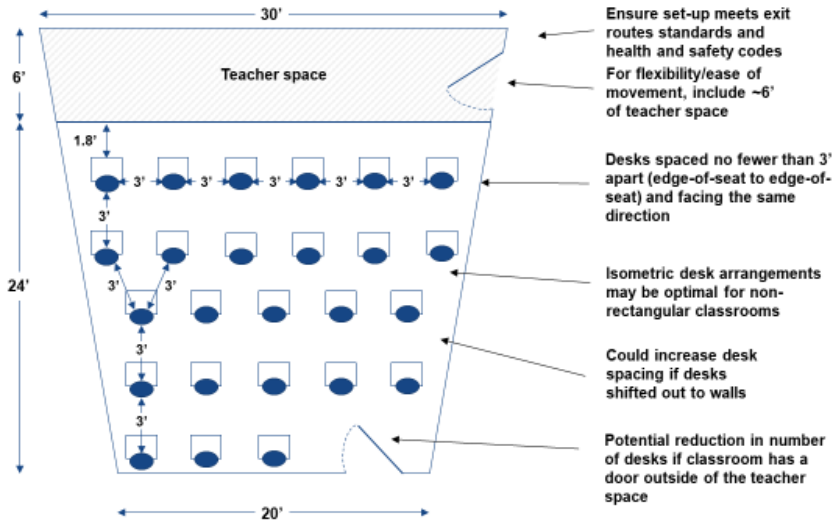 30'
Ensure set-up meets exit
routes standards and
health and safety codes
6'
Teacher space
For flexibility/ease of
movement, include ~6'
of teacher space
1.8'
Desks spaced no fewer than 3'
apart (edge-of-seat to edge-of-
seat) and facing the same
direction
3' 3' 3' 3' 3'
3'
24'
3' 3'
Isometric desk arrangements
may be optimal for non-
rectangular classrooms
3'
Could increase desk
spacing if desks
shifted out to walls
3'
Potential reduction in number
of desks if classroom has a
door outside of the teacher
space
20'